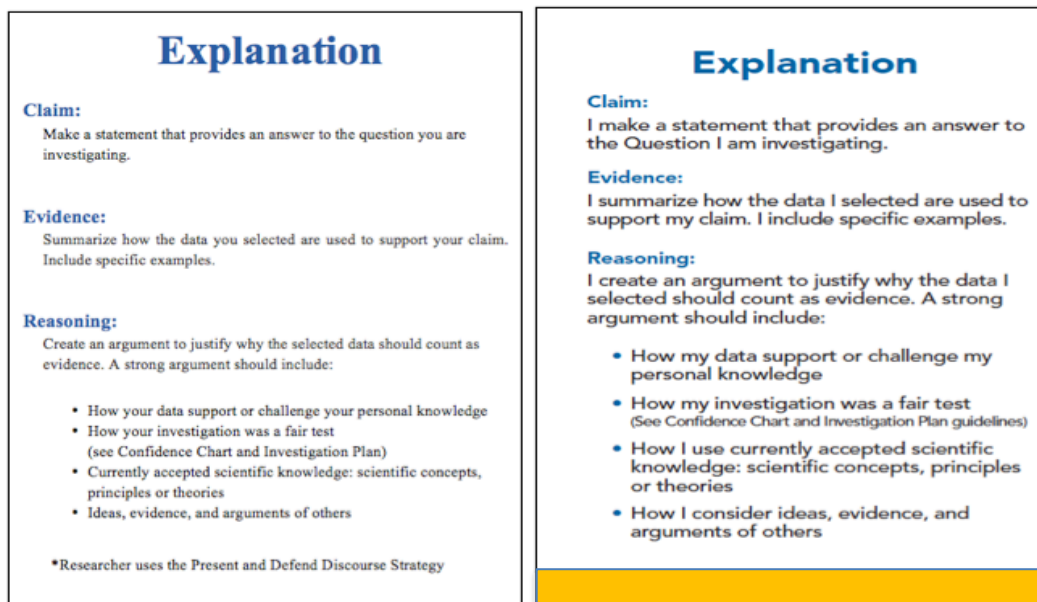 Explanation
Claim:
Make a statement that provides an answer to the question you are
investigating.
Evidence:
Summarize how the data you selected are used to support your claim.
Include specific examples.
Reasoning:
Create an argument to justify why the selected data should count as
evidence. A strong argument should include:
• How your data support or challenge your personal knowledge
• How your investigation was a fair test
(see Confidence Chart and Investigation Plan)
• Currently accepted scientific knowledge: scientific concepts,
principles or theories
• Ideas, evidence, and arguments of others
*Researcher uses the Present and Defend Discourse Strategy
Explanation
Claim:
I make a statement that provides an answer to
the Question I am investigating.
Evidence:
I summarize how the data I selected are used to
support my claim. I include specific examples.
Reasoning:
I create an argument to justify why the data I
selected should count as evidence. A strong
argument should include:
• How my data support or challenge my
personal knowledge
• How my investigation was a fair test
(See Confidence Chart and Investigation Plan guidelines)
• How I use currently accepted scientific
knowledge: scientific concepts, principles
or theories
• How I consider ideas, evidence, and
arguments of others